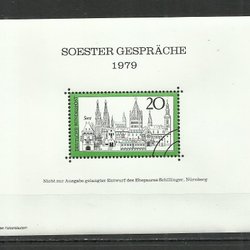 SOESTER GESPRÄCHE
1979
Soest
20
Nicht zur Ausgabe gelangter Entwurf des Ehepaares Schillinger, Nürnberg